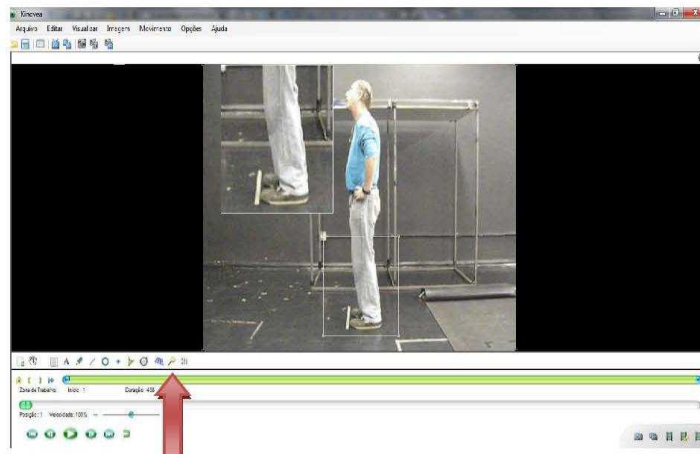 Kinovea
Arquivo Editar Visualizar Imagem Movimento Opções Ajuda
Zona de Trabalho Início : 1 Duração: 438
Posição: 1 Velocidade: 100%